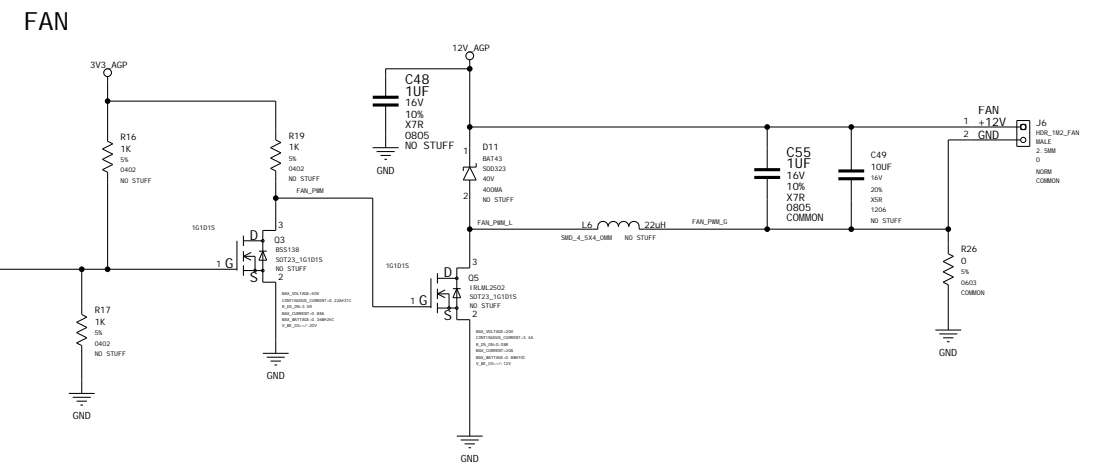 FAN
3V3_AGP
R16
1K
5%
0402
NO STUFF
R19
1K
5%
0402
NO STUFF
FAN_PWM
1G1D1S
D
3
Q3
BSS138
SOT23_1G1D1S
NO STUFF
1 G
S
2
R17
1K
5%
0402
NO STUFF
GND
GND
12V_AGP
C48
1UF
16V
10%
X7R
0805
NO STUFF
GND
1
D11
BAT43
SOD323
40V
400MA
NO STUFF
2
FAN_PWM_L
L6
22uH
SMD_4_5X4_0MM NO STUFF
FAN_PWM_G
1G1D1S
D
3
Q5
IRLML2502
SOT23_1G1D1S
NO STUFF
1 G
S
2
GND
C55
1UF
16V
10%
X7R
0805
COMMON
C49
10UF
16V
20%
X5R
1206
NO STUFF
FAN
1 +12V
2 GND
J6
HDR_1M2_FAN
MALE
2.5MM
0
NORM
COMMON
R26
0
5%
0603
COMMON
GND